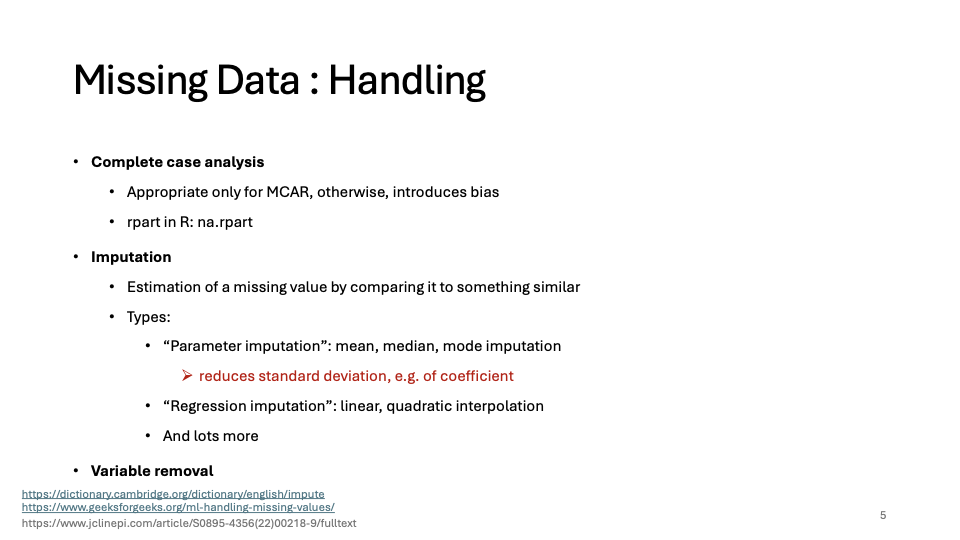 Missing Data : Handling
• Complete case analysis
• Appropriate only for MCAR, otherwise, introduces bias
• rpart in R: na.rpart
• Imputation
• Estimation of a missing value by comparing it to something similar
• Types:
• “Parameter imputation”: mean, median, mode imputation
➢ reduces standard deviation, e.g. of coefficient
• “Regression imputation”: linear, quadratic interpolation
• And lots more
• Variable removal
https://dictionary.cambridge.org/dictionary/english/impute
https://www.geeksforgeeks.org/ml-handling-missing-values/
https://www.jclinepi.com/article/S0895-4356(22)00218-9/fulltext
5